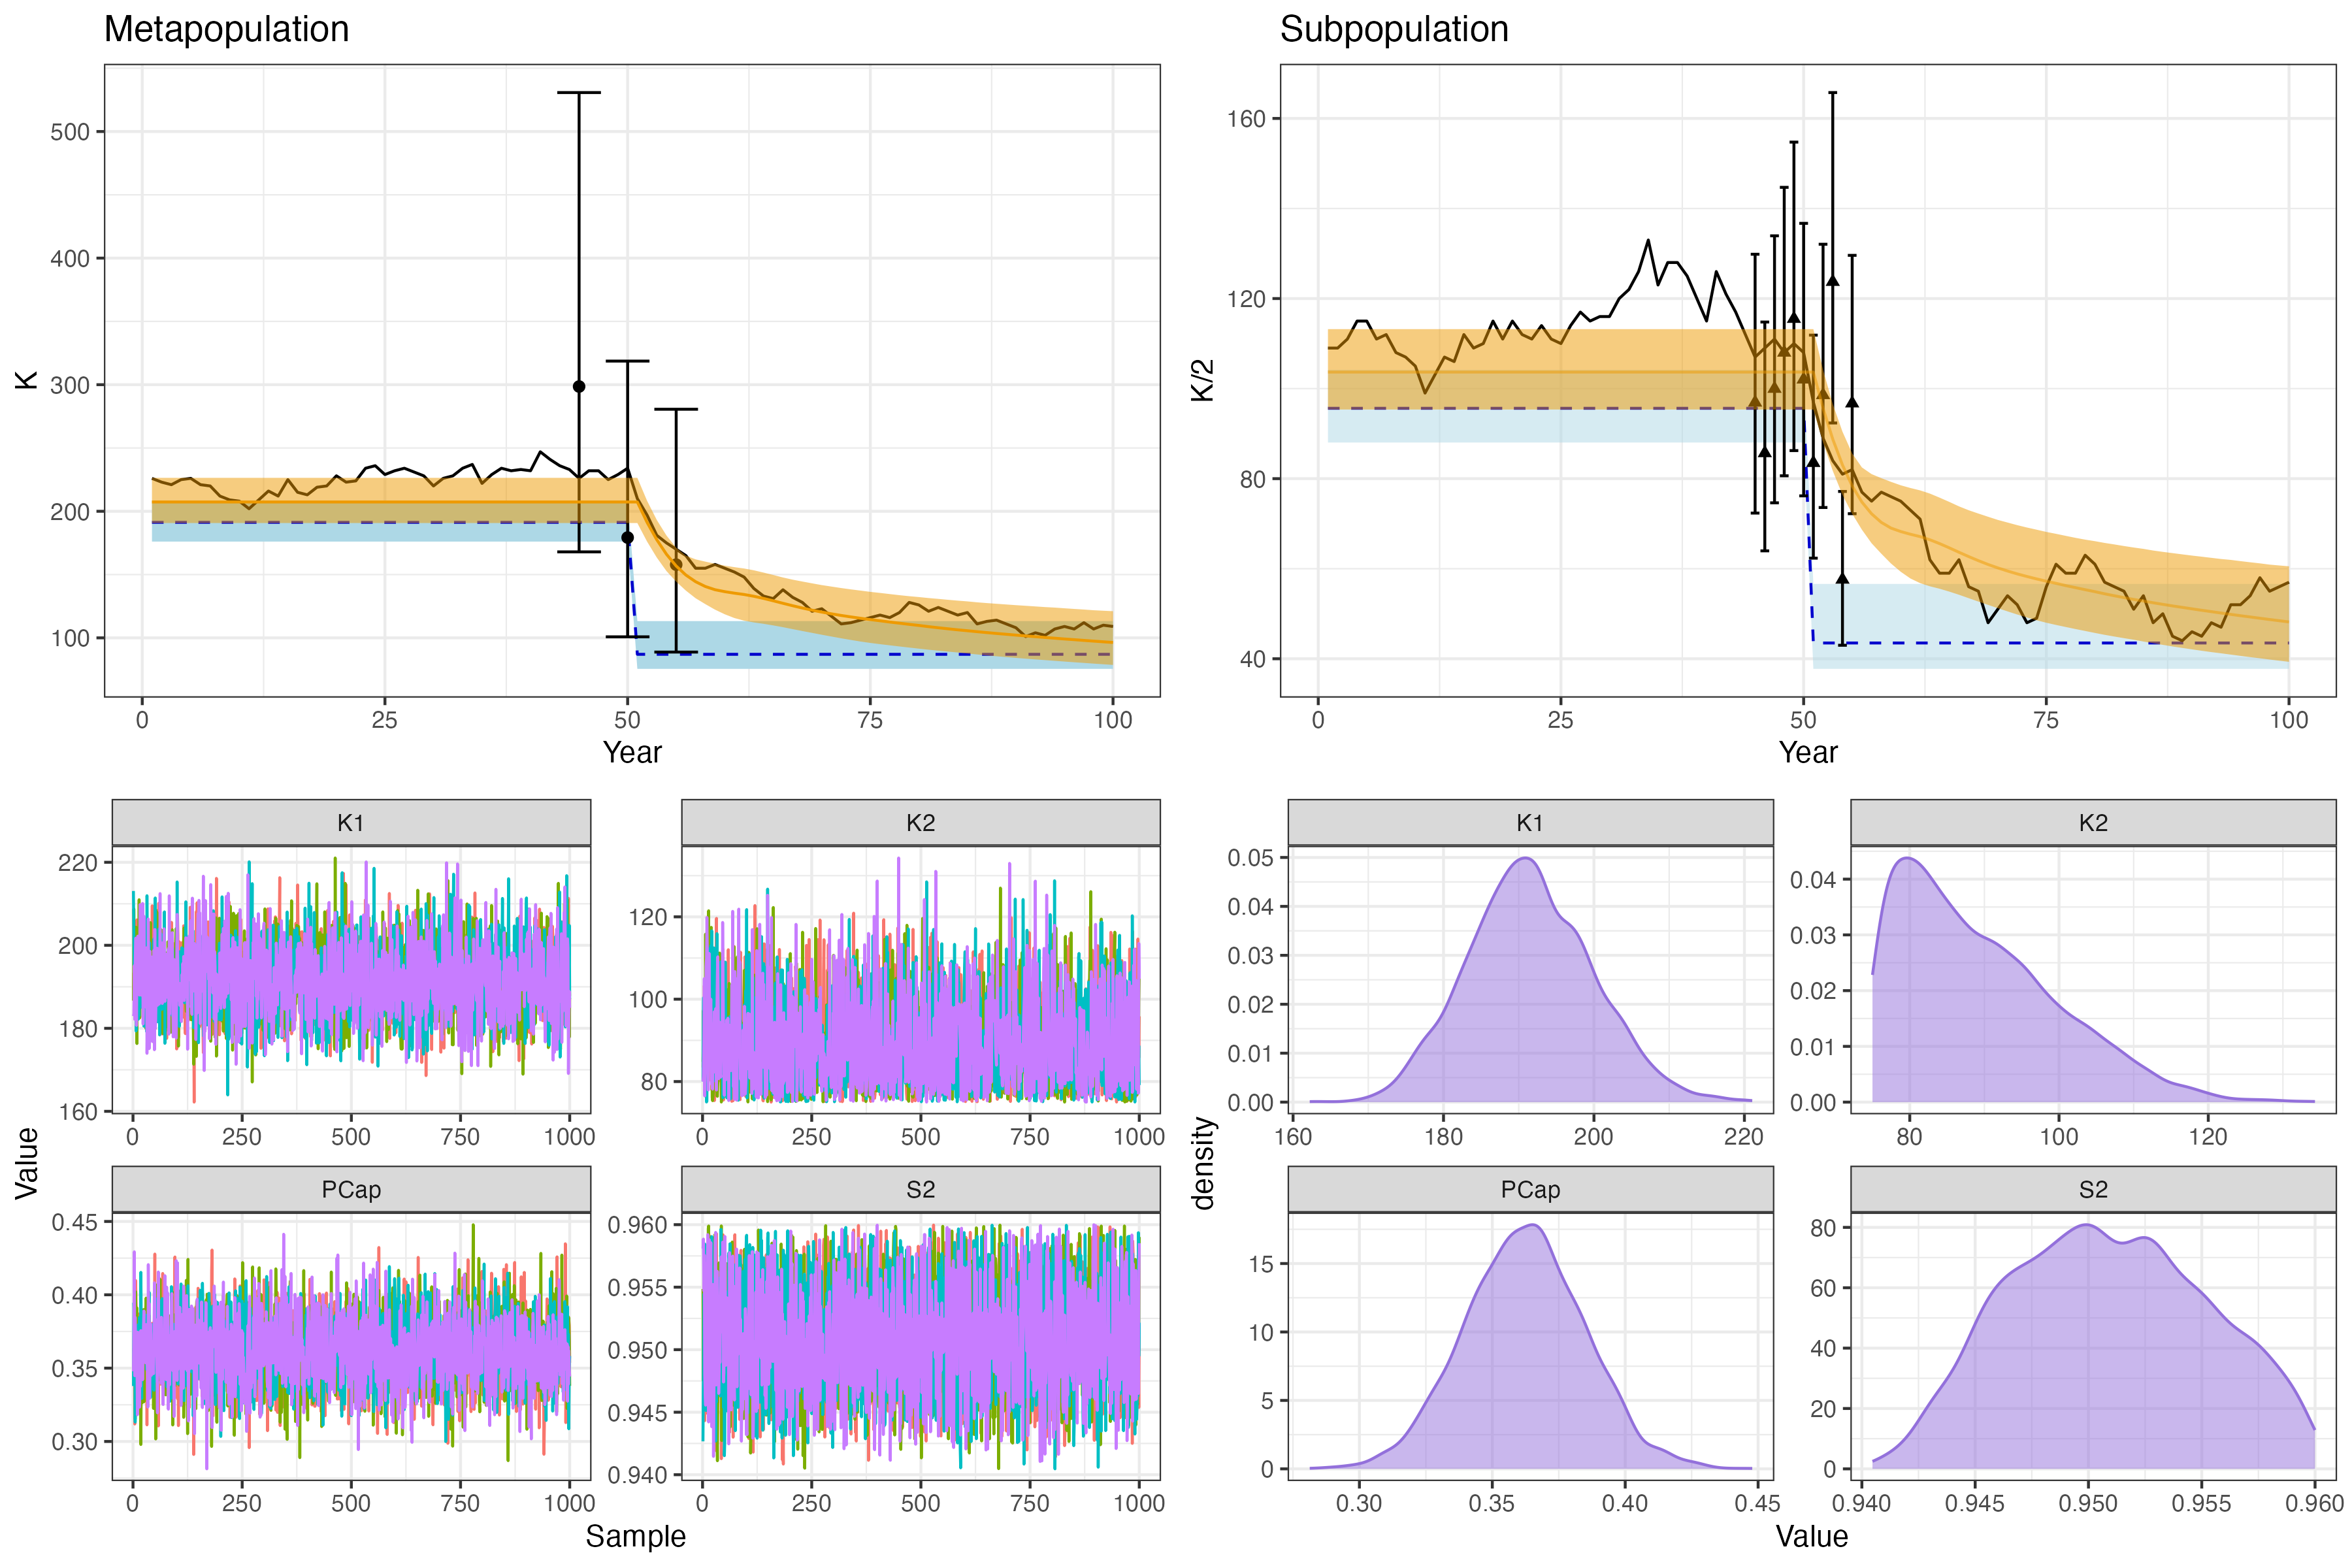 Metapopulation
K
500
400
300
200
100
0 25 50 75 100
Year
Subpopulation
K/2
160
120
80
40
0 25 50 75 100
Year
Value
K1
220
200
180
160
0 250 500 750 1000
K2
120
100
80
0 250 500 750 1000
PCap
0.45
0.40
0.35
0.30
0 250 500 750 1000
S2
0.960
0.955
0.950
0.945
0.940
0 250 500 750 1000
Sample
density
K1
0.05
0.04
0.03
0.02
0.01
0.00
160 180 200 220
K2
0.04
0.03
0.02
0.01
0.00
80 100 120
PCap
15
10
5
0
0.30 0.35 0.40 0.45
S2
80
60
40
20
0
0.940 0.945 0.950 0.955 0.960
Value